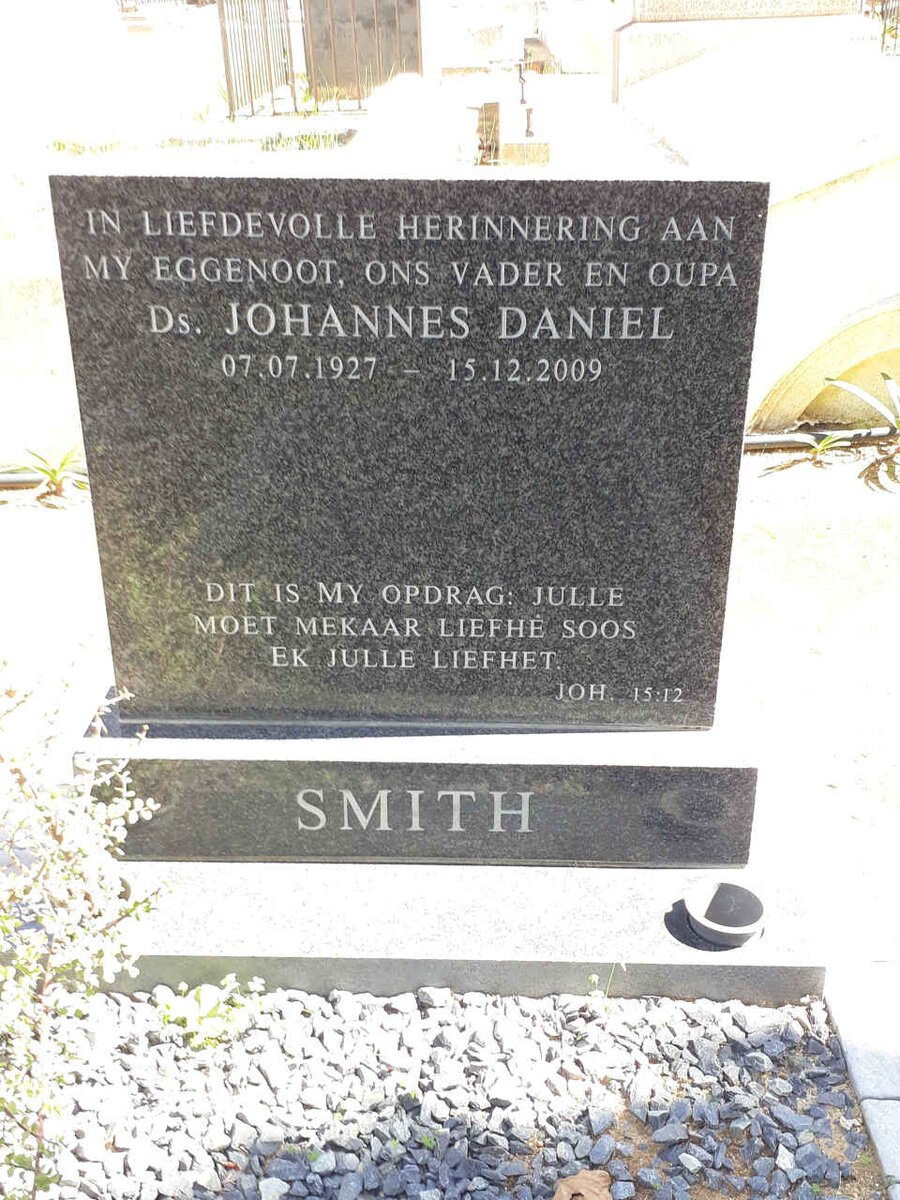 IN LIEFDEVOLLE HERINNERING AAN
MY EGGENOOT, ONS VADER EN OUPA
Ds. JOHANNES DANIEL
07.07.1927 – 15.12.2009
DIT IS MY OPDRAG: JULLE
MOET MEKAAR LIEFHÊ SOOS
EK JULLE LIEFHET.
JOH. 15:12
SMITH